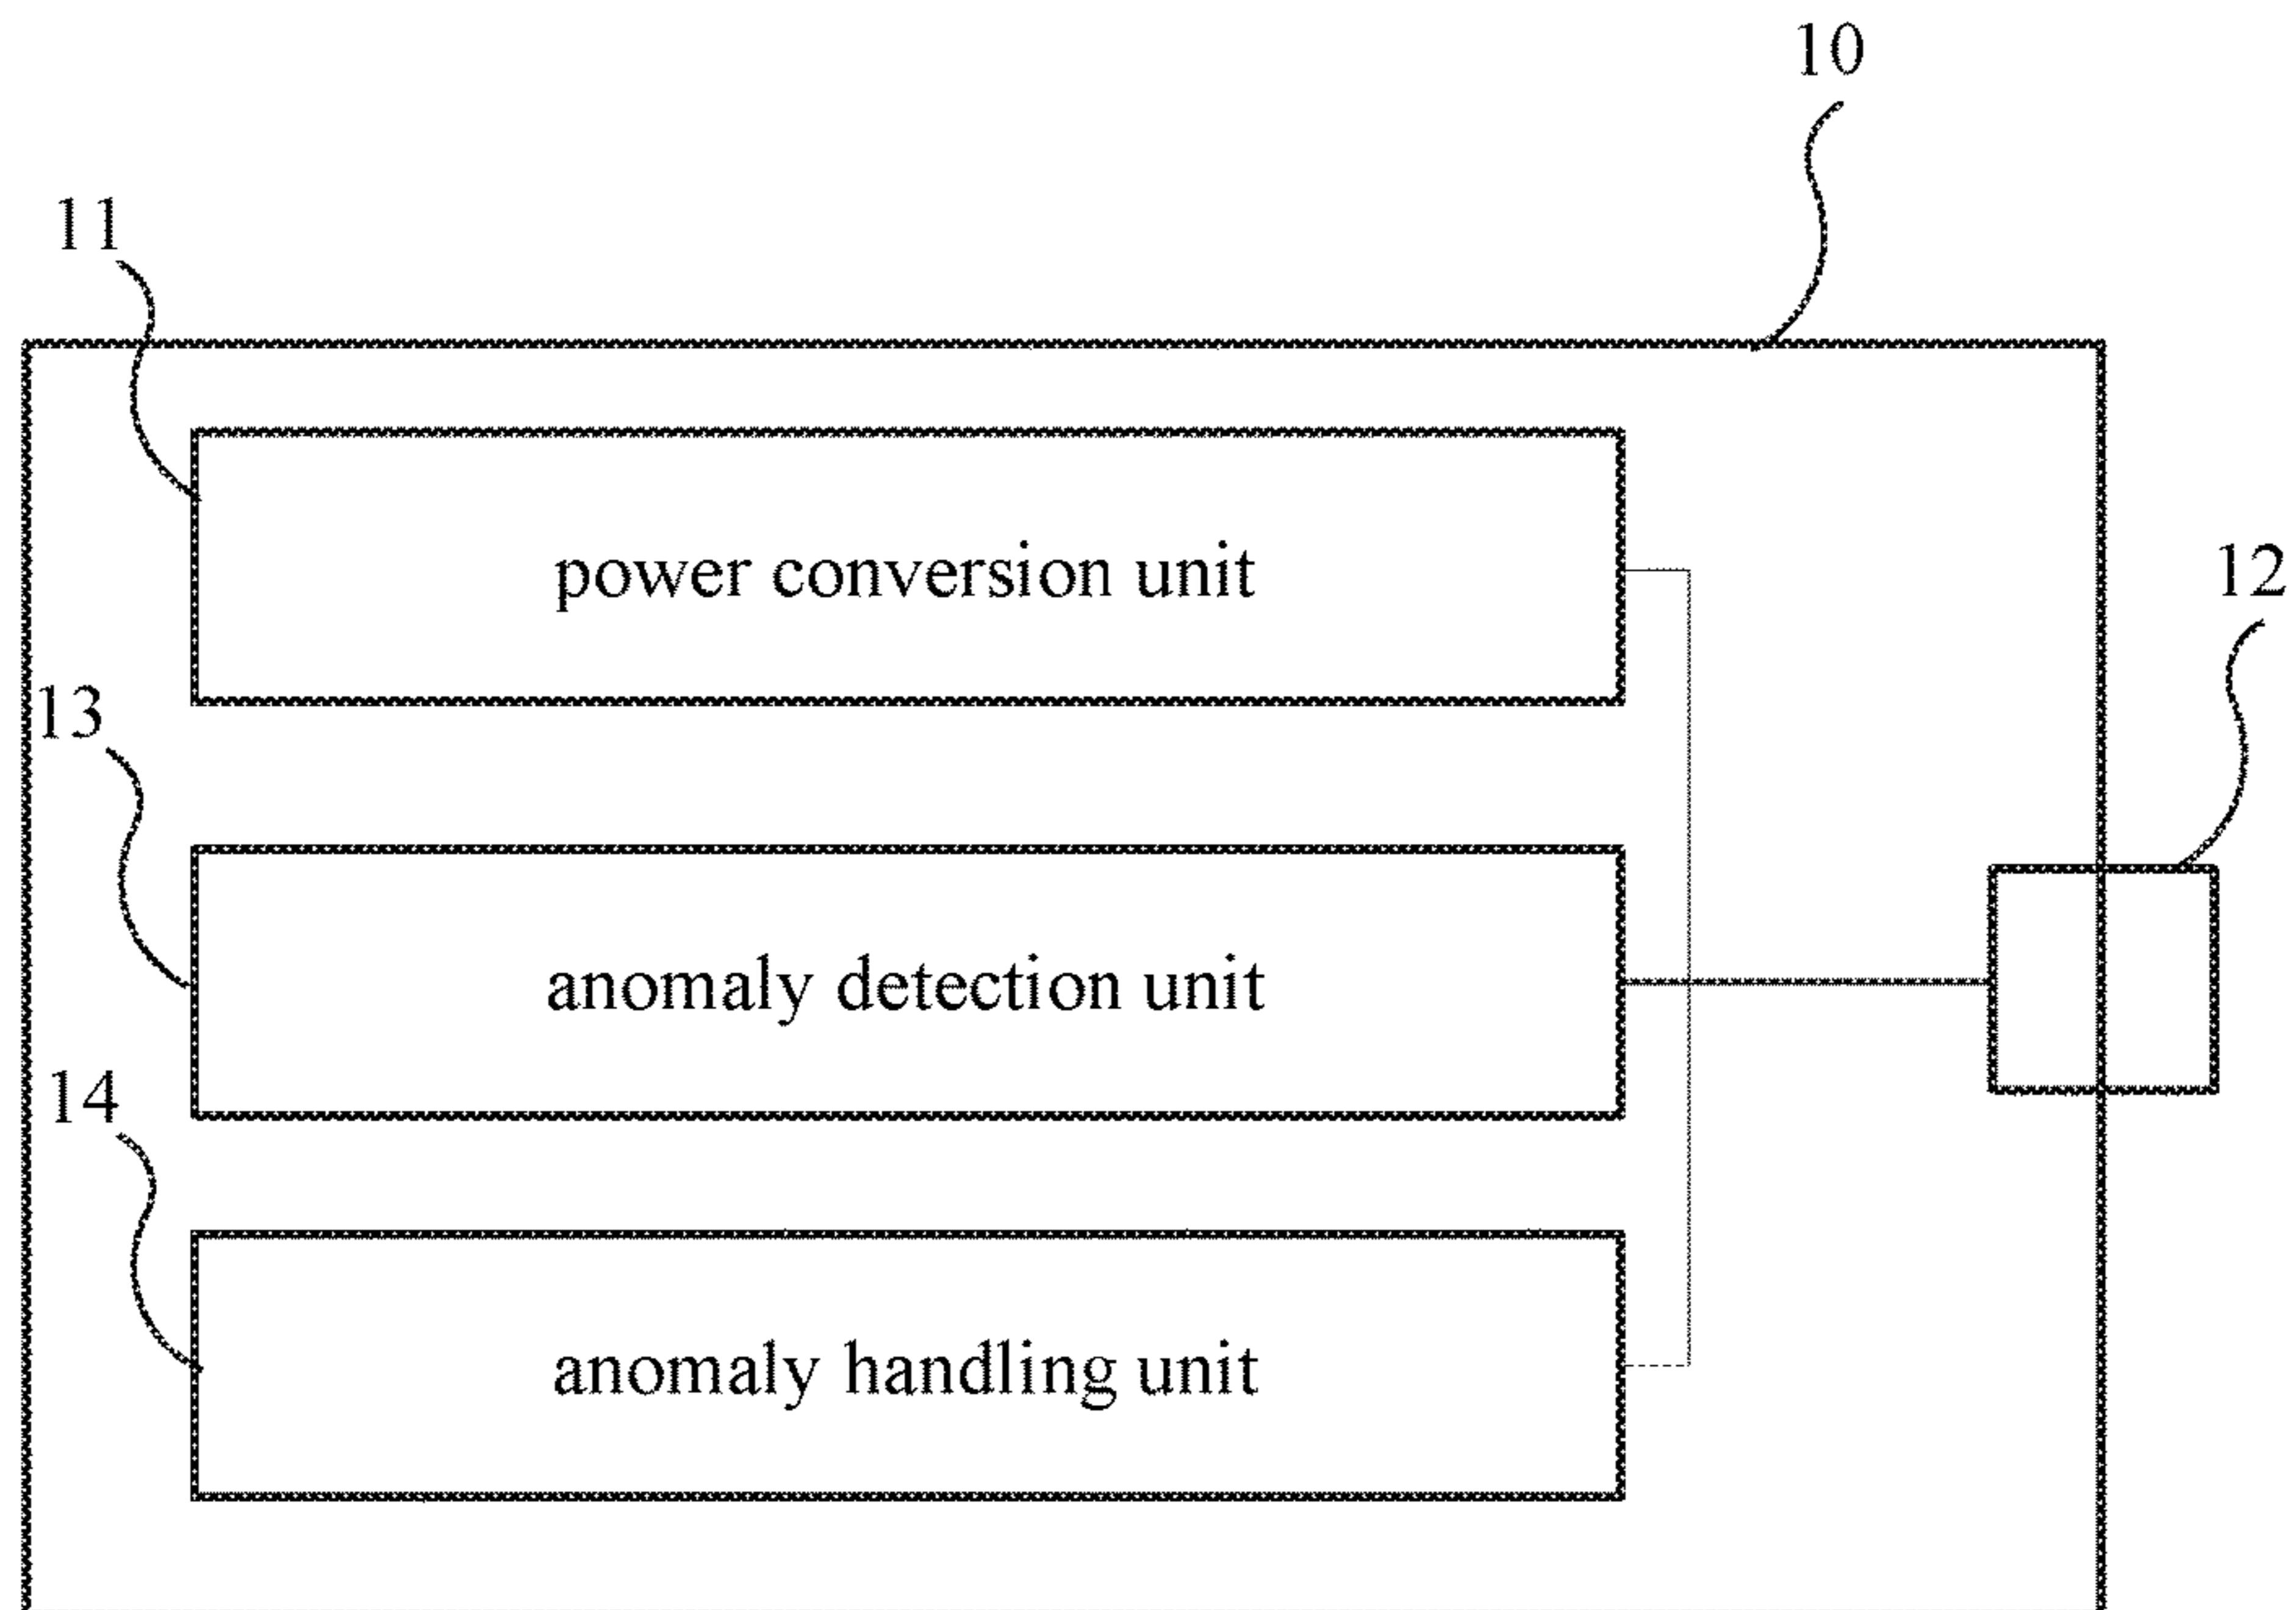 10
11
power conversion unit
12
13
anomaly detection unit
14
anomaly handling unit